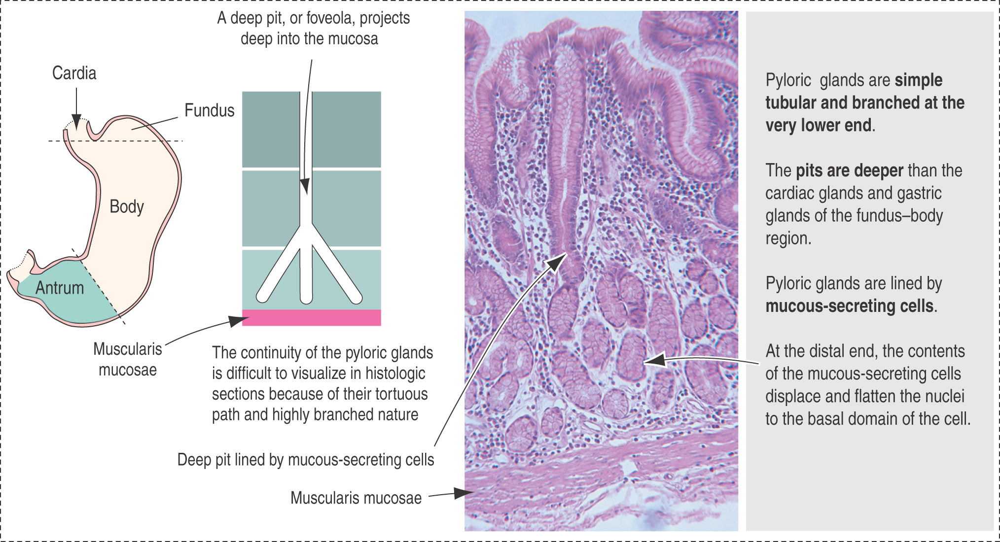 A deep pit, or foveola, projects
deep into the mucosa
Cardia
Fundus
Body
Antrum
Muscularis
mucosae
The continuity of the pyloric glands
is difficult to visualize in histologic
sections because of their tortuous
path and highly branched nature
Deep pit lined by mucous-secreting cells
Muscularis mucosae
Pyloric glands are simple
tubular and branched at the
very lower end.
The pits are deeper than the
cardiac glands and gastric
glands of the fundus–body
region.
Pyloric glands are lined by
mucous-secreting cells.
At the distal end, the contents
of the mucous-secreting cells
displace and flatten the nuclei
to the basal domain of the cell.